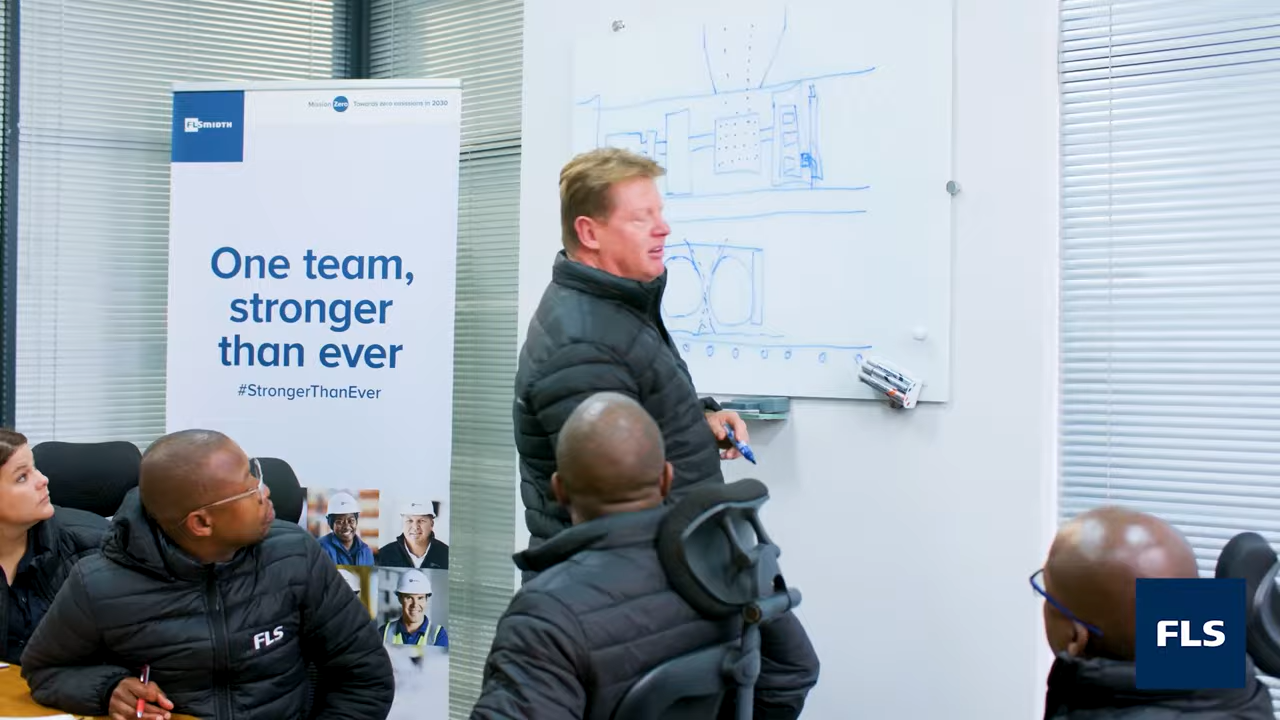 FLSMIDTH
Mission Zero Towards zero emissions in 2030
One team,
stronger
than ever
#StrongerThanEver
FLS
FLS